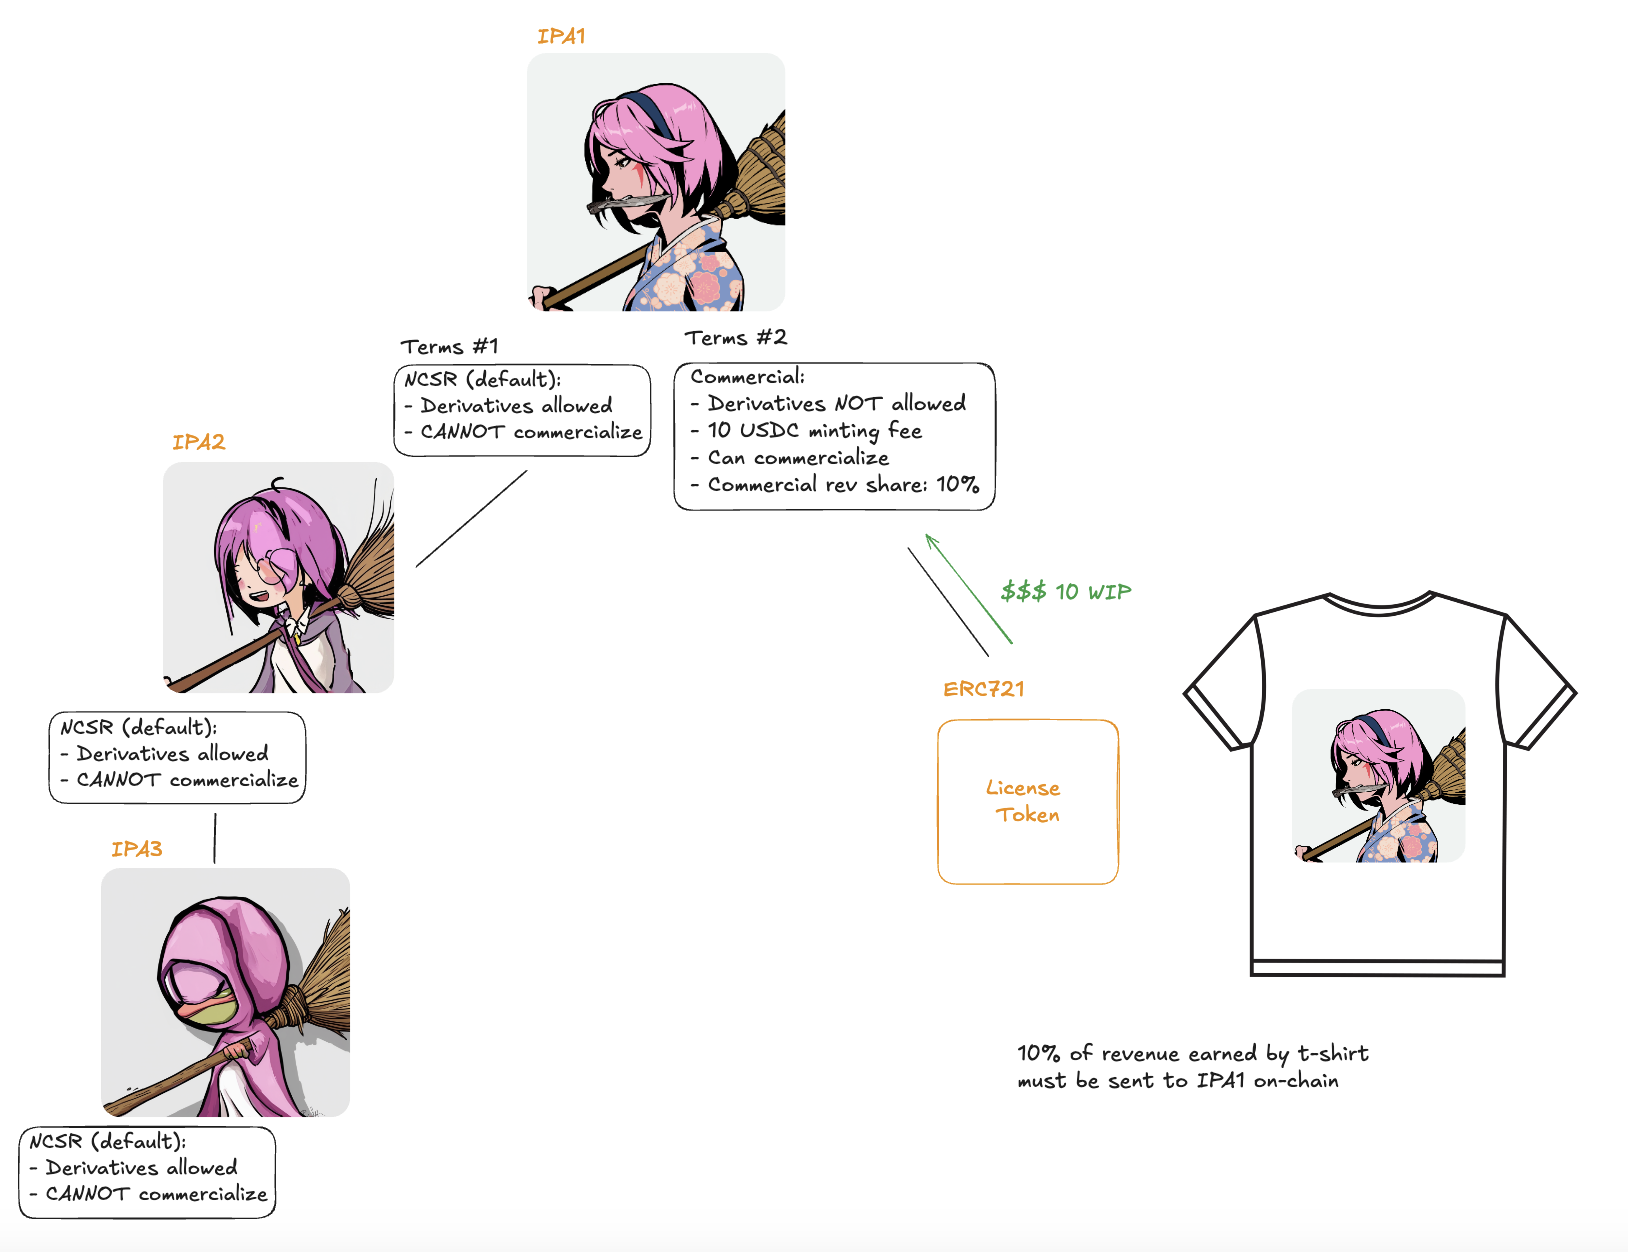 IPA1
Terms #1
NCSR (default):
- Derivatives allowed
- CANNOT commercialize
Terms #2
Commercial:
- Derivatives NOT allowed
- 10 USDC minting fee
- Can commercialize
- Commercial rev share: 10%
IPA2
NCSR (default):
- Derivatives allowed
- CANNOT commercialize
IPA3
NCSR (default):
- Derivatives allowed
- CANNOT commercialize
$$$ 10 WIP
ERC721
License
Token
10% of revenue earned by t-shirt
must be sent to IPA1 on-chain